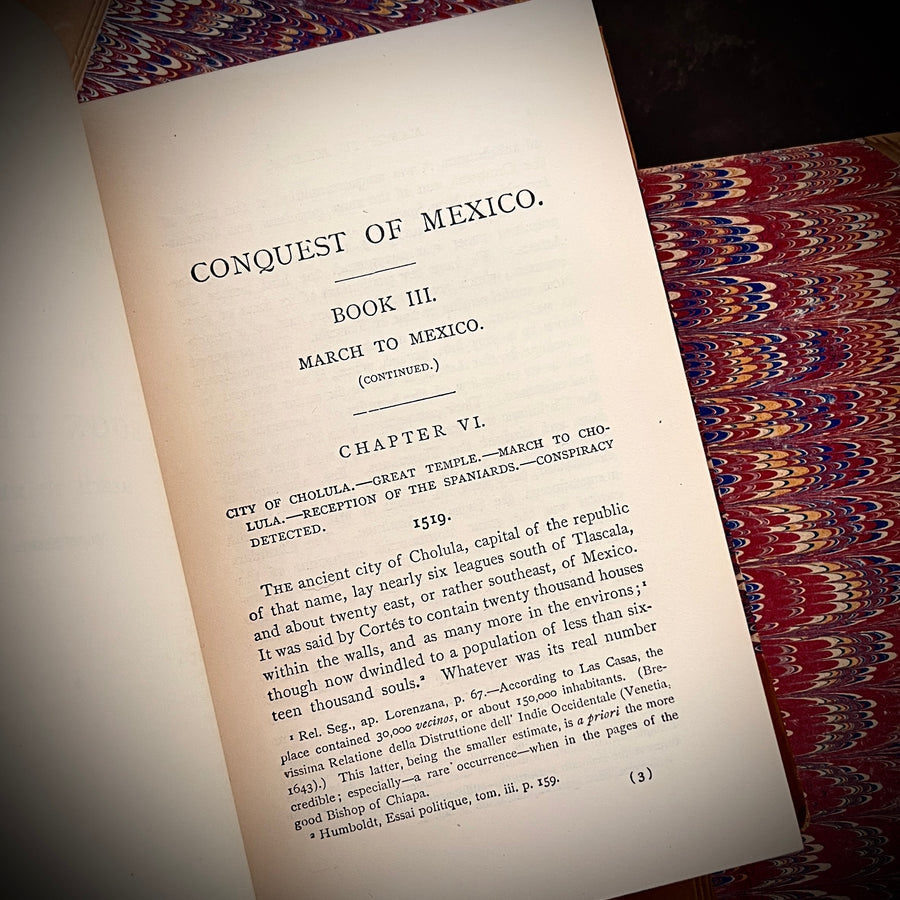 CONQUEST OF MEXICO.
BOOK III.
MARCH TO MEXICO.
(CONTINUED.)
CHAPTER VI.
CITY OF CHOLULA.—GREAT TEMPLE.—MARCH TO CHO-
LULA.—RECEPTION OF THE SPANIARDS.—CONSPIRACY
DETECTED.
1519.
THE ancient city of Cholula, capital of the republic
of that name, lay nearly six leagues south of Tlascala,
and about twenty east, or rather southeast, of Mexico.
It was said by Cortés to contain twenty thousand houses
within the walls, and as many more in the environs;¹
though now dwindled to a population of less than six-
teen thousand souls.² Whatever was its real number
¹ Rel. Seg., ap. Lorenzana, p. 67.—According to Las Casas, the
place contained 30,000 vecinos, or about 150,000 inhabitants. (Bre-
vissima Relatione della Distruttione dell' Indie Occidentale (Venetia,
1643).) This latter, being the smaller estimate, is a priori the more
credible; especially—a rare occurrence—when in the pages of the
good Bishop of Chiapa.
² Humboldt, Essai politique, tom. iii. p. 159.
(3)